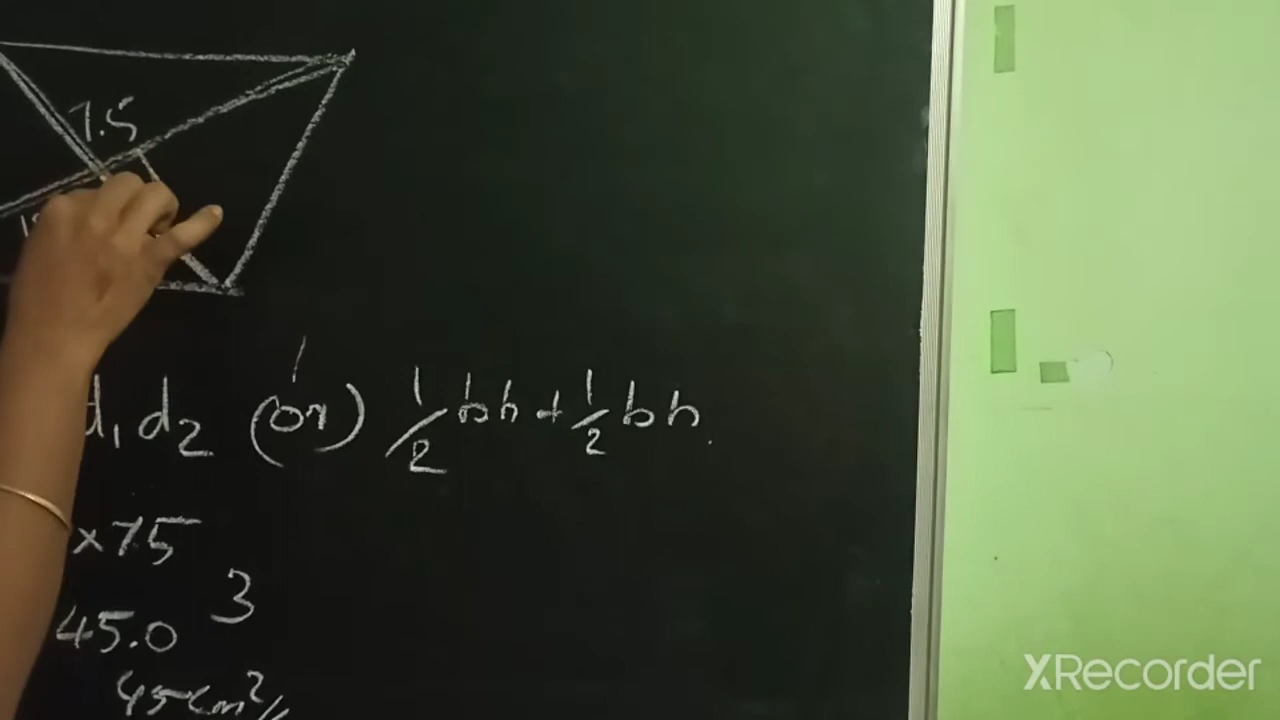 7.5
d₁ d₂ (or) 1/2 bh + 1/2 bh
× 7.5
45.0 3
45 cm²//
XRecorder